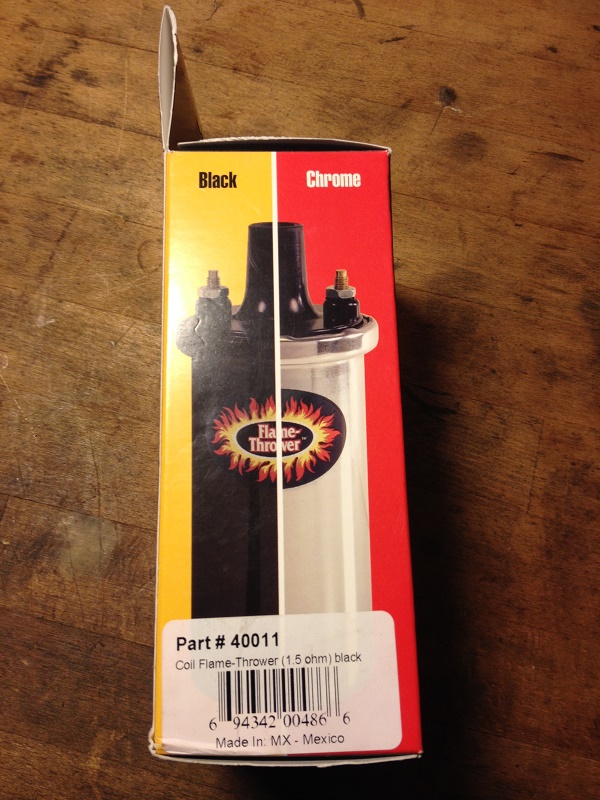 Black Chrome
Flame-
Thrower™
Part # 40011
Coil Flame-Thrower (1.5 ohm) black
6 94342 00486 6
Made In: MX - Mexico